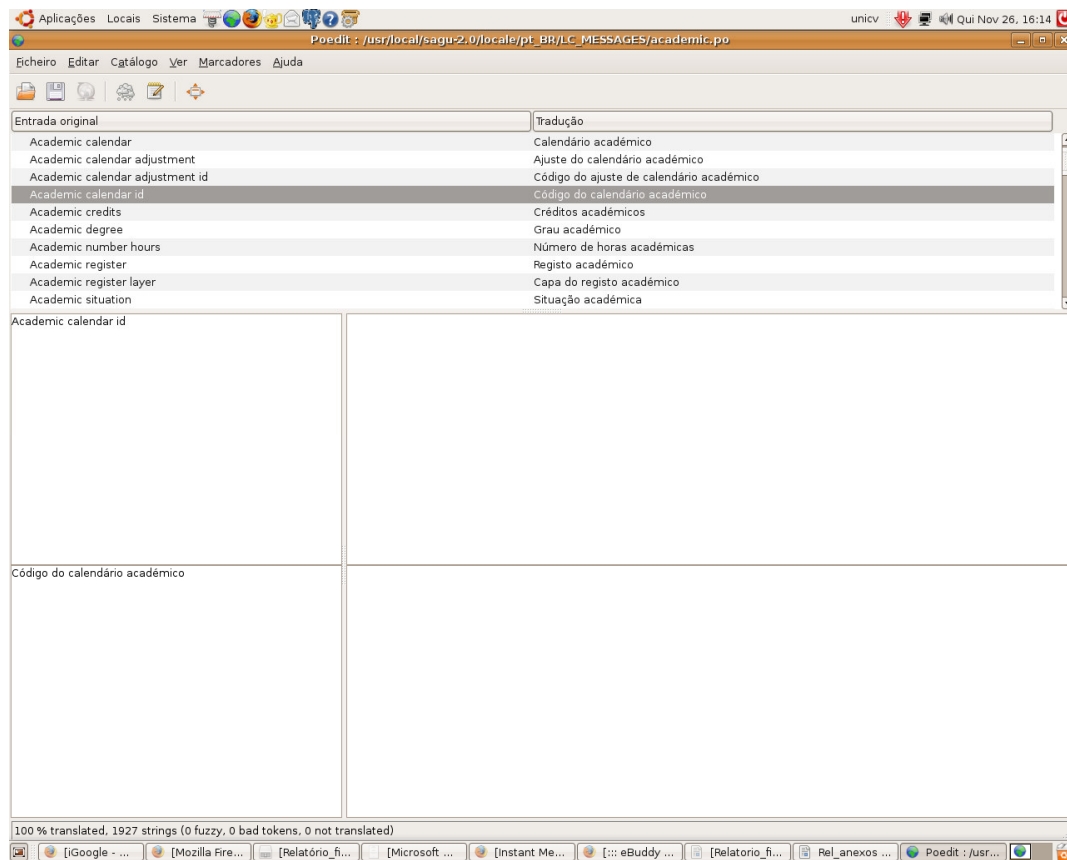 Aplicações Locais Sistema unicv Qui Nov 26, 16:14
Poedit : /usr/local/sagu-2.0/locale/pt_BR/LC_MESSAGES/academic.po
Ficheiro Editar Catálogo Ver Marcadores Ajuda
Entrada original Tradução
Academic calendar Calendário académico
Academic calendar adjustment Ajuste do calendário académico
Academic calendar adjustment id Código do ajuste de calendário académico
Academic calendar id Código do calendário académico
Academic credits Créditos académicos
Academic degree Grau académico
Academic number hours Número de horas académicas
Academic register Registo académico
Academic register layer Capa do registo académico
Academic situation Situação académica
Academic calendar id
Código do calendário académico
100 % translated, 1927 strings (0 fuzzy, 0 bad tokens, 0 not translated)
[iGoogle - ... [Mozilla Fire... [Relatório_fi... [Microsoft ... [Instant Me... [::: eBuddy ... [Relatorio_fi... Rel_anexos ... Poedit : /usr...